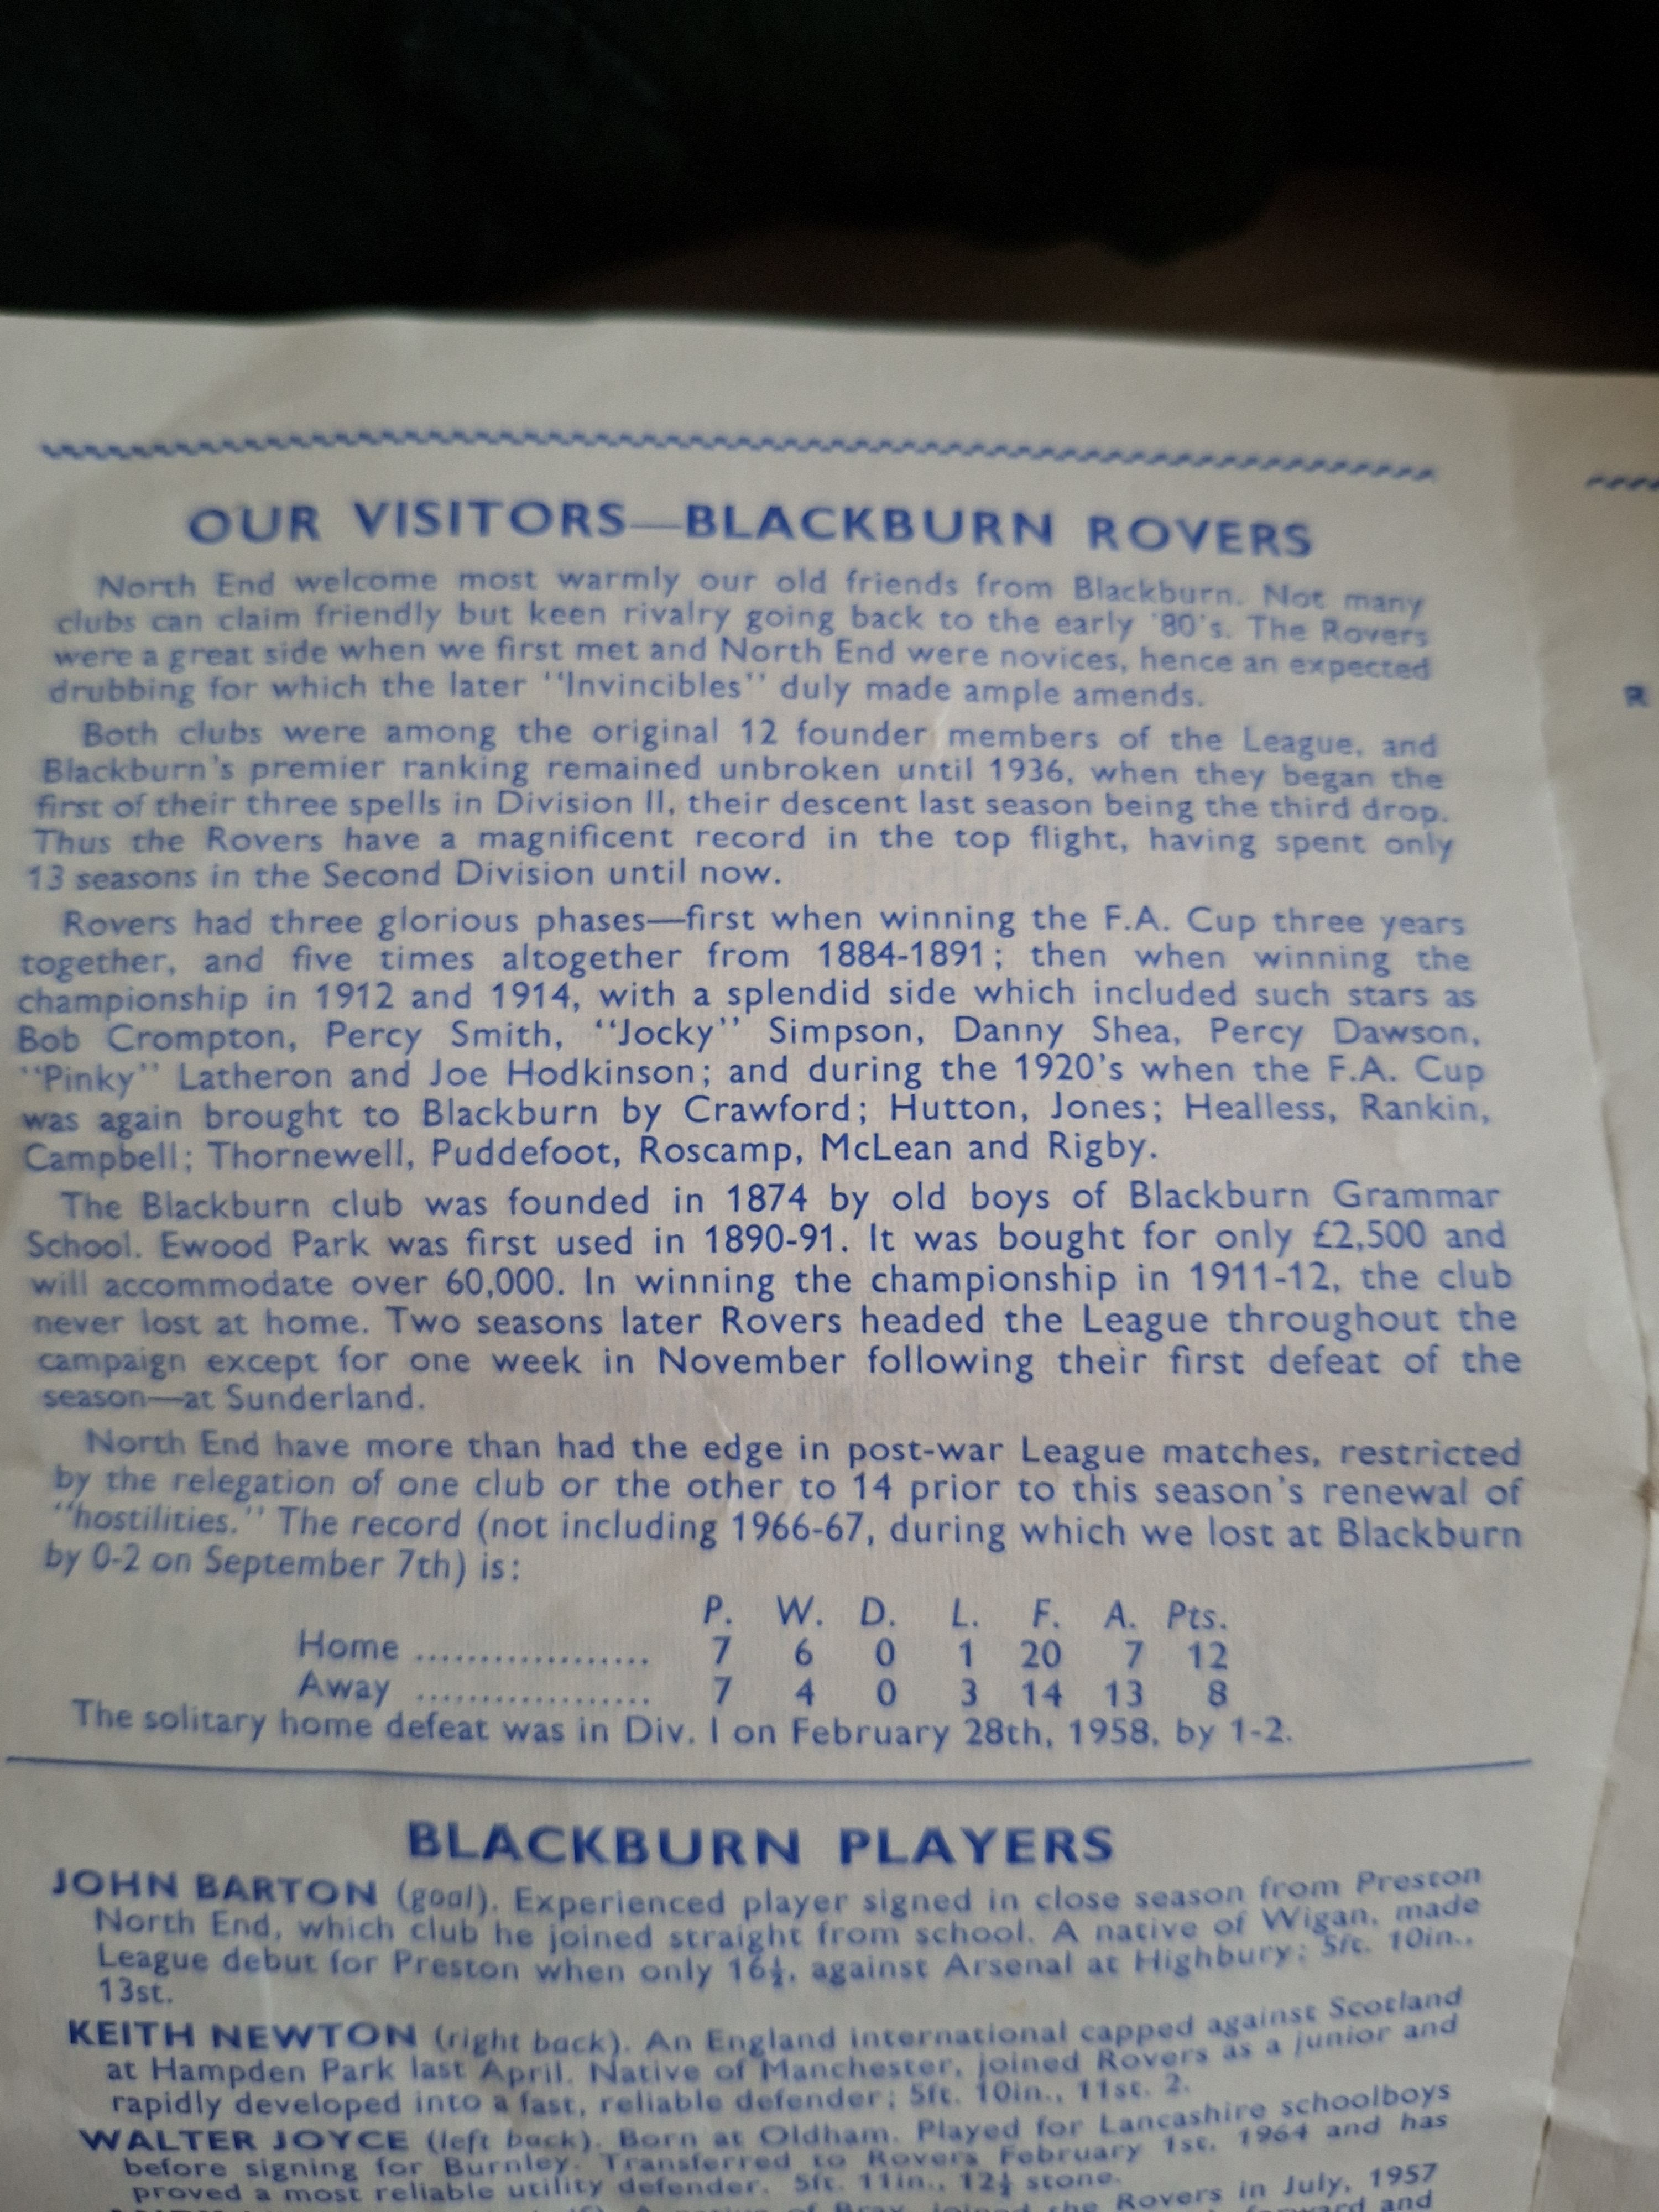 OUR VISITORS—BLACKBURN ROVERS
North End welcome most warmly our old friends from Blackburn. Not many
clubs can claim friendly but keen rivalry going back to the early '80's. The Rovers
were a great side when we first met and North End were novices, hence an expected
drubbing for which the later "Invincibles" duly made ample amends.
Both clubs were among the original 12 founder members of the League, and
Blackburn's premier ranking remained unbroken until 1936, when they began the
first of their three spells in Division II, their descent last season being the third drop.
Thus the Rovers have a magnificent record in the top flight, having spent only
13 seasons in the Second Division until now.
Rovers had three glorious phases—first when winning the F.A. Cup three years
together, and five times altogether from 1884-1891; then when winning the
championship in 1912 and 1914, with a splendid side which included such stars as
Bob Crompton, Percy Smith, "Jocky" Simpson, Danny Shea, Percy Dawson,
"Pinky" Latheron and Joe Hodkinson; and during the 1920's when the F.A. Cup
was again brought to Blackburn by Crawford; Hutton, Jones; Healless, Rankin,
Campbell; Thornewell, Puddefoot, Roscamp, McLean and Rigby.
The Blackburn club was founded in 1874 by old boys of Blackburn Grammar
School. Ewood Park was first used in 1890-91. It was bought for only £2,500 and
will accommodate over 60,000. In winning the championship in 1911-12, the club
never lost at home. Two seasons later Rovers headed the League throughout the
campaign except for one week in November following their first defeat of the
season—at Sunderland.
North End have more than had the edge in post-war League matches, restricted
by the relegation of one club or the other to 14 prior to this season's renewal of
"hostilities." The record (not including 1966-67, during which we lost at Blackburn
by 0-2 on September 7th) is:
P. W. D. L. F. A. Pts.
Home ................... 7 6 0 1 20 7 12
Away ................... 7 4 0 3 14 13 8
The solitary home defeat was in Div. I on February 28th, 1958, by 1-2.
BLACKBURN PLAYERS
JOHN BARTON (goal). Experienced player signed in close season from Preston
North End, which club he joined straight from school. A native of Wigan, made
League debut for Preston when only 16½, against Arsenal at Highbury; 5ft. 10in.,
13st.
KEITH NEWTON (right back). An England international capped against Scotland
at Hampden Park last April. Native of Manchester, joined Rovers as a junior and
rapidly developed into a fast, reliable defender; 5ft. 10in., 11st. 2.
WALTER JOYCE (left back). Born at Oldham. Played for Lancashire schoolboys
before signing for Burnley. Transferred to Rovers February 1st, 1964 and has
proved a most reliable utility defender. 5ft. 11in., 12½ stone.
joined the Rovers in July, 1957
and
R